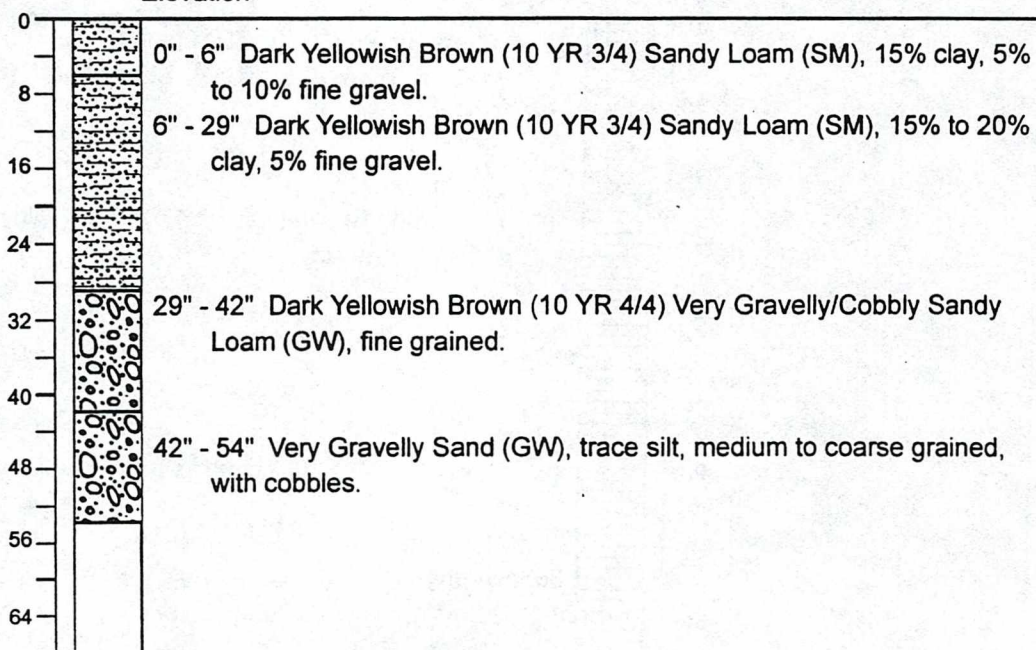 Elevation
0
0" - 6" Dark Yellowish Brown (10 YR 3/4) Sandy Loam (SM), 15% clay, 5%
to 10% fine gravel.
8
6" - 29" Dark Yellowish Brown (10 YR 3/4) Sandy Loam (SM), 15% to 20%
clay, 5% fine gravel.
16
24
29" - 42" Dark Yellowish Brown (10 YR 4/4) Very Gravelly/Cobbly Sandy
32
Loam (GW), fine grained.
40
42" - 54" Very Gravelly Sand (GW), trace silt, medium to coarse grained,
48
with cobbles.
56
64